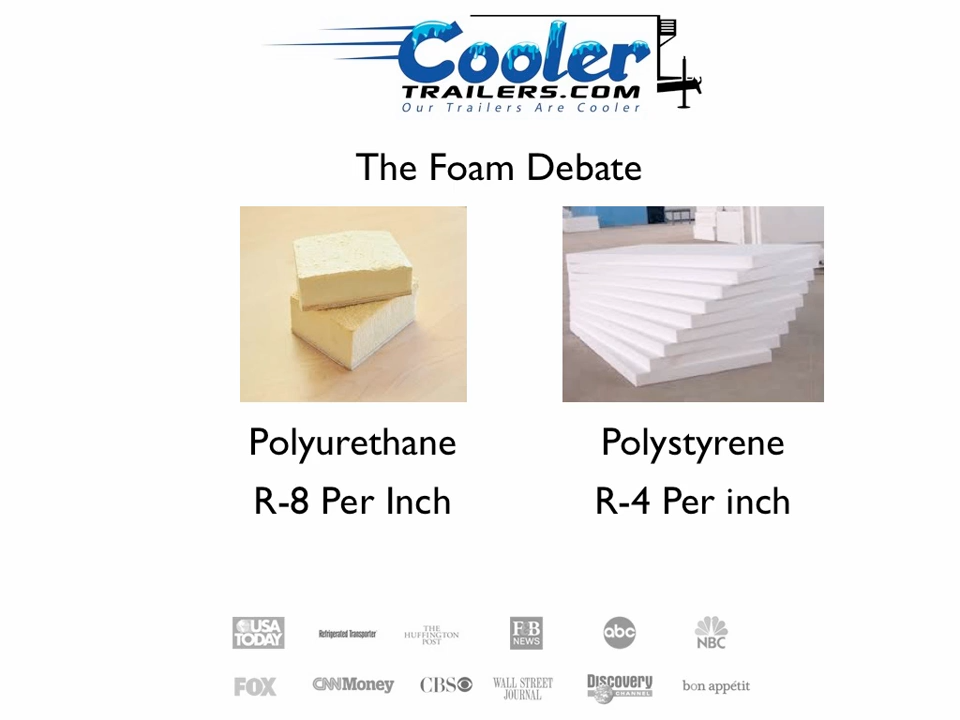 Cooler
TRAILERS.COM
Our Trailers Are Cooler
The Foam Debate
Polyurethane
Polystyrene
R-8 Per Inch
R-4 Per inch
USA TODAY
Refrigerated Transporter
THE HUFFINGTON POST
F&B NEWS
abc
NBC
FOX
CNNMoney
CBS
WALL STREET JOURNAL
Discovery CHANNEL
bon appétit